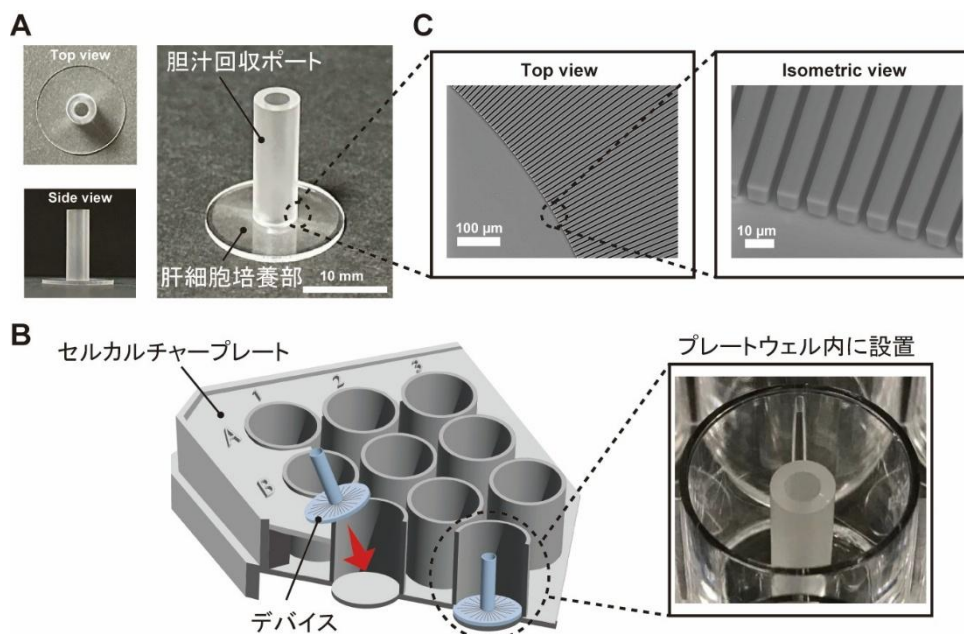 A
Top view
Side view
胆汁回収ポート
肝細胞培養部
10 mm
C
Top view
100 µm
Isometric view
10 µm
B
セルカルチャープレート
1
2
3
A
B
デバイス
プレートウェル内に設置